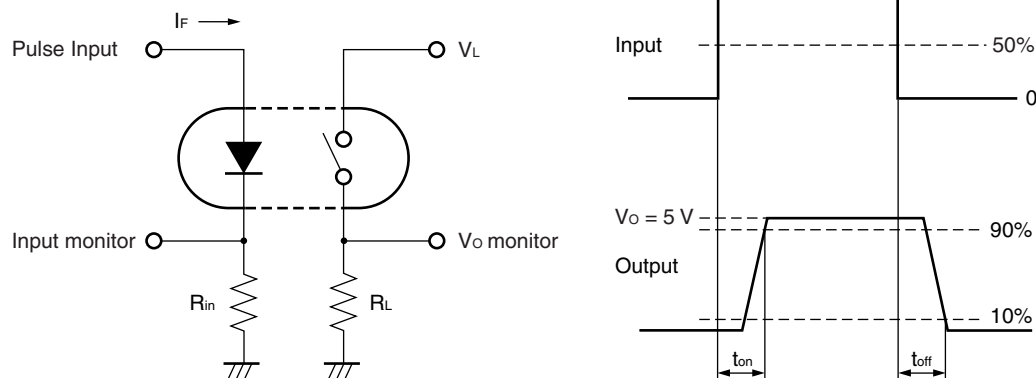 IF
Pulse Input
VL
Input monitor
VO monitor
Rin
RL
Input
50%
0
VO = 5 V
90%
Output
10%
ton
toff